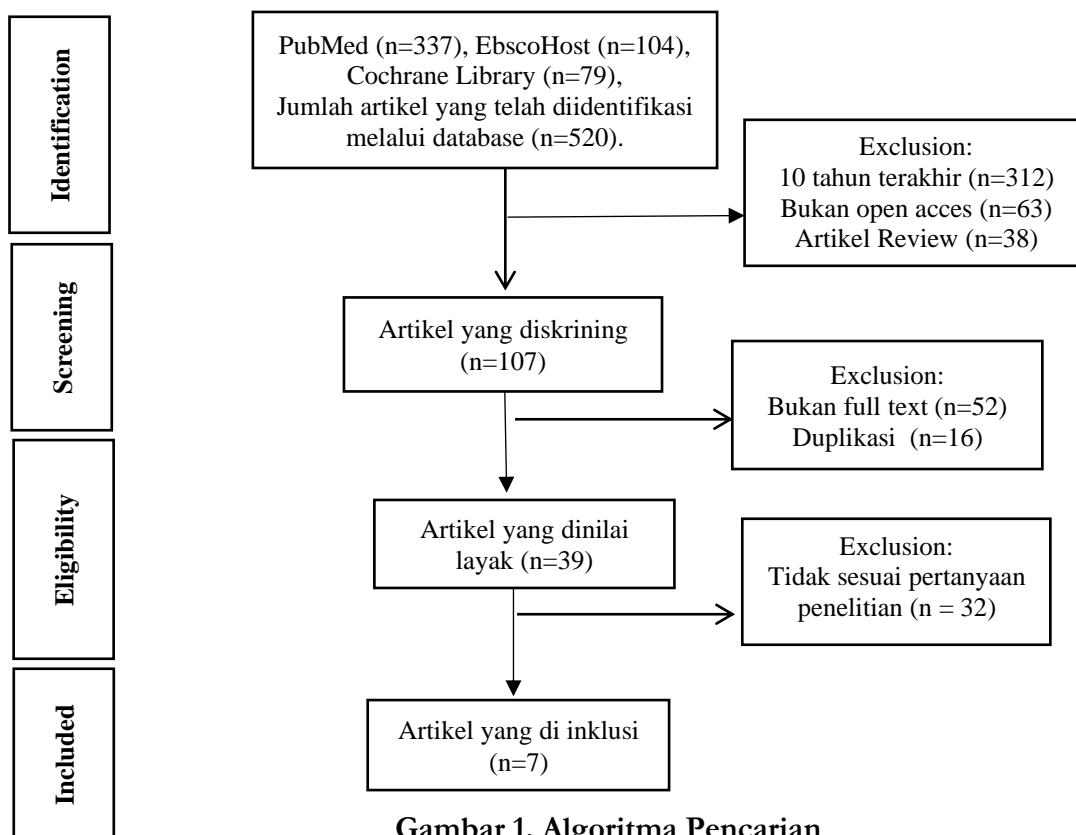 Identification
PubMed (n=337), EbscoHost (n=104),
Cochrane Library (n=79),
Jumlah artikel yang telah diidentifikasi
melalui database (n=520).
Exclusion:
10 tahun terakhir (n=312)
Bukan open acces (n=63)
Artikel Review (n=38)
Screening
Artikel yang diskrining
(n=107)
Exclusion:
Bukan full text (n=52)
Duplikasi (n=16)
Eligibility
Artikel yang dinilai
layak (n=39)
Exclusion:
Tidak sesuai pertanyaan
penelitian (n = 32)
Included
Artikel yang di inklusi
(n=7)
Gambar 1. Algoritma Pencarian